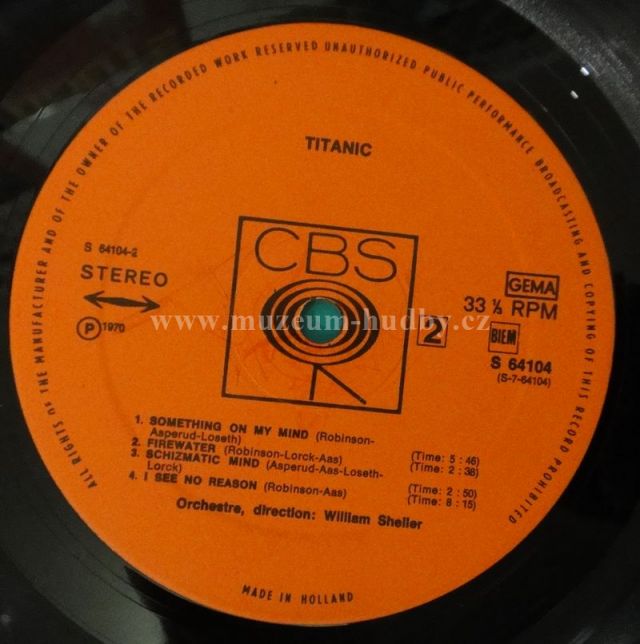 ALL RIGHTS OF THE MANUFACTURER AND OF THE OWNER OF THE RECORDED WORK RESERVED UNAUTHORIZED PUBLIC PERFORMANCE BROADCASTING AND COPYING OF THIS RECORD PROHIBITED
TITANIC
CBS
S 64104-2
STEREO
P 1970
GEMA
33 ⅓ RPM
2
BIEM
S 64104
(S-7-64104)
www.muzeum-hudby.cz
1. SOMETHING ON MY MIND (Robinson-
Asperud-Loseth) (Time: 5 : 46)
2. FIREWATER (Robinson-Lorck-Aas) (Time: 2 : 38)
3. SCHIZMATIC MIND (Asperud-Aas-Loseth-
Lorck) (Time: 2 : 50)
4. I SEE NO REASON (Robinson-Aas) (Time: 8 : 15)
Orchestre, direction: William Sheller
MADE IN HOLLAND